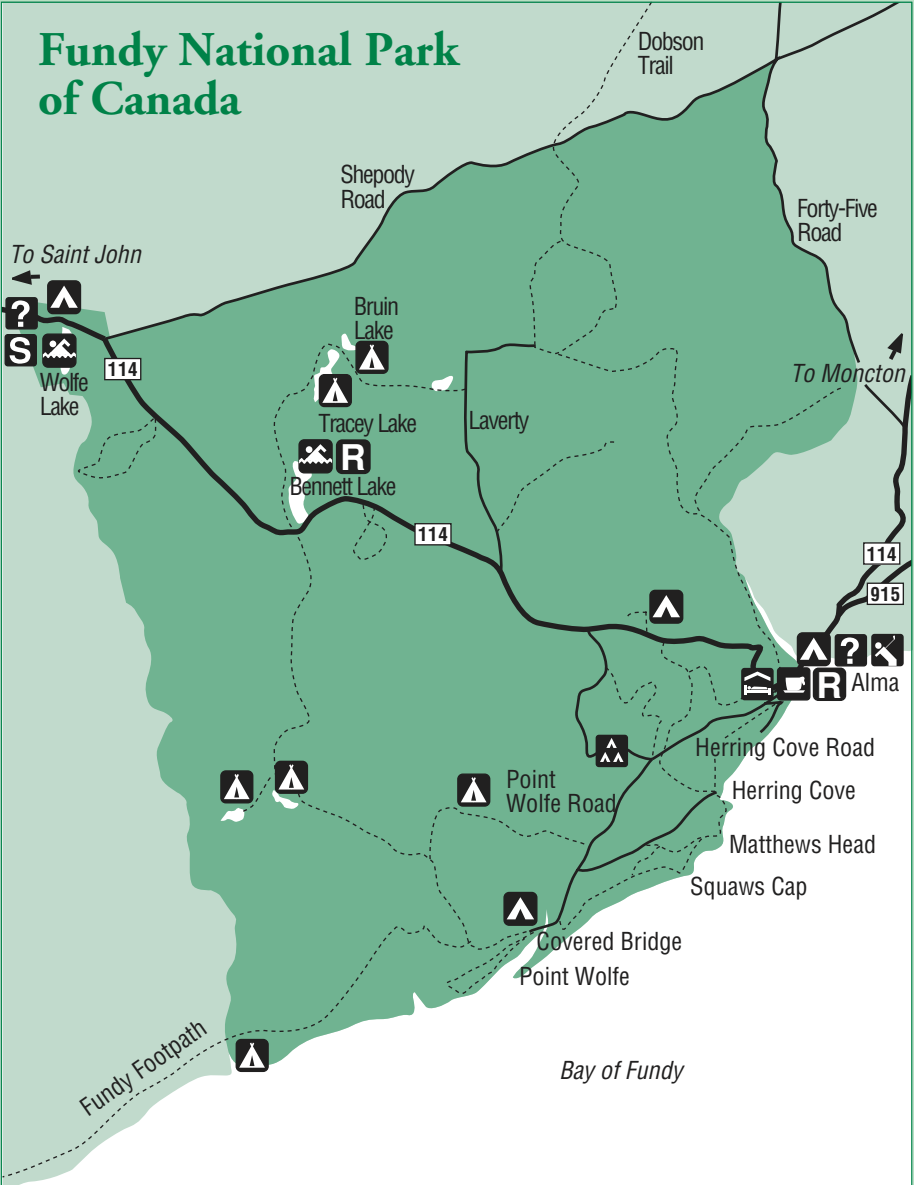 Fundy National Park
of Canada
Dobson
Trail
Shepody
Road
Forty-Five
Road
To Saint John
?
S
Wolfe
Lake
114
Bruin
Lake
To Moncton
Tracey Lake
Laverty
R
Bennett Lake
114
114
915
?
R
Alma
Herring Cove Road
Point
Wolfe Road
Herring Cove
Matthews Head
Squaws Cap
Covered Bridge
Point Wolfe
Fundy Footpath
Bay of Fundy